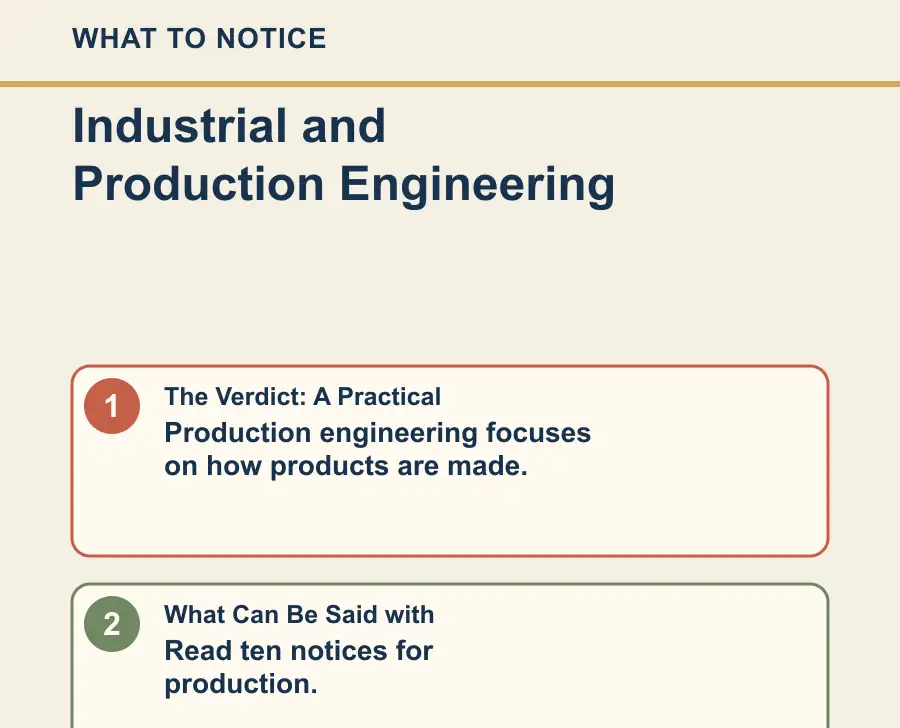 WHAT TO NOTICE
Industrial and
Production Engineering
1
The Verdict: A Practical
Production engineering focuses
on how products are made.
2
What Can Be Said with
Read ten notices for
production.